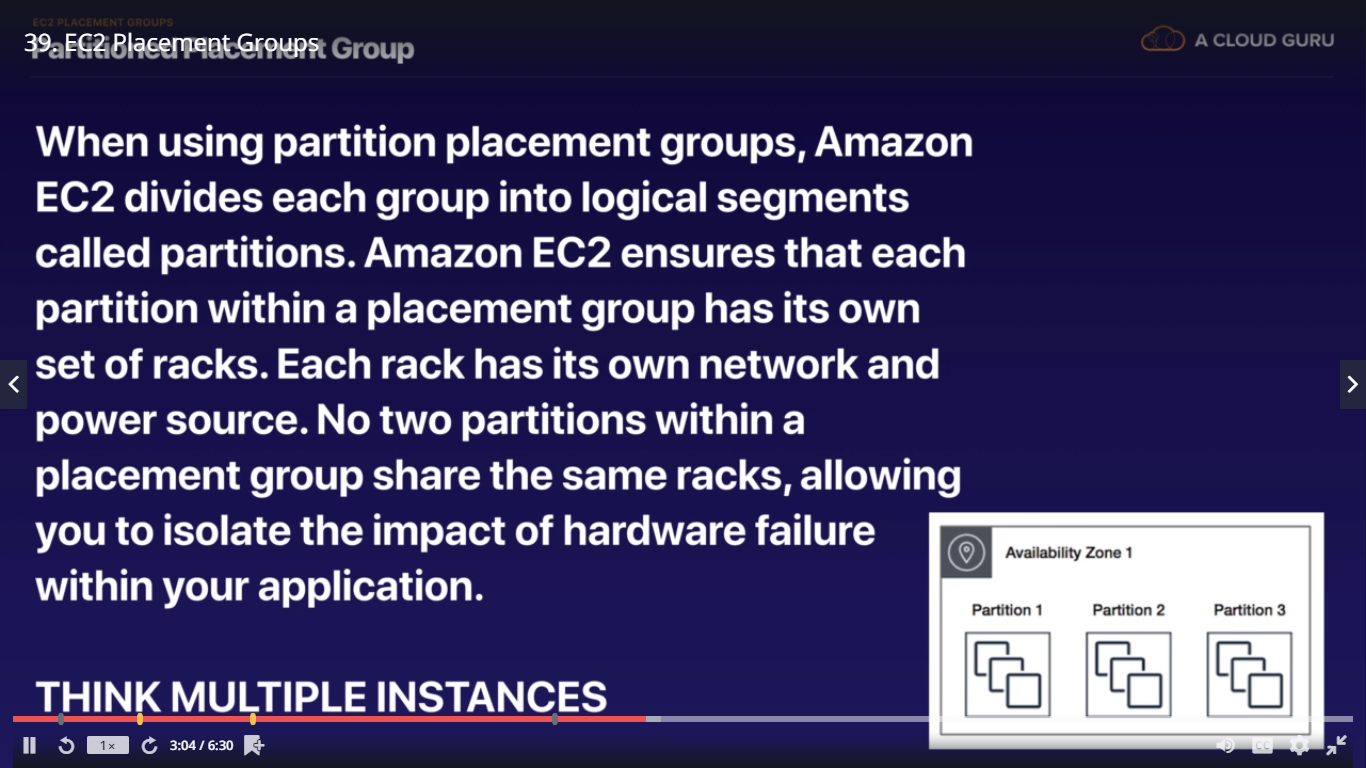 EC2 PLACEMENT GROUPS
39. EC2 Placement Groups
Partitioned Placement Group
A CLOUD GURU
When using partition placement groups, Amazon
EC2 divides each group into logical segments
called partitions. Amazon EC2 ensures that each
partition within a placement group has its own
set of racks. Each rack has its own network and
power source. No two partitions within a
placement group share the same racks, allowing
you to isolate the impact of hardware failure
within your application.
THINK MULTIPLE INSTANCES
Availability Zone 1
Partition 1
Partition 2
Partition 3
1×
3:04 / 6:30
CC